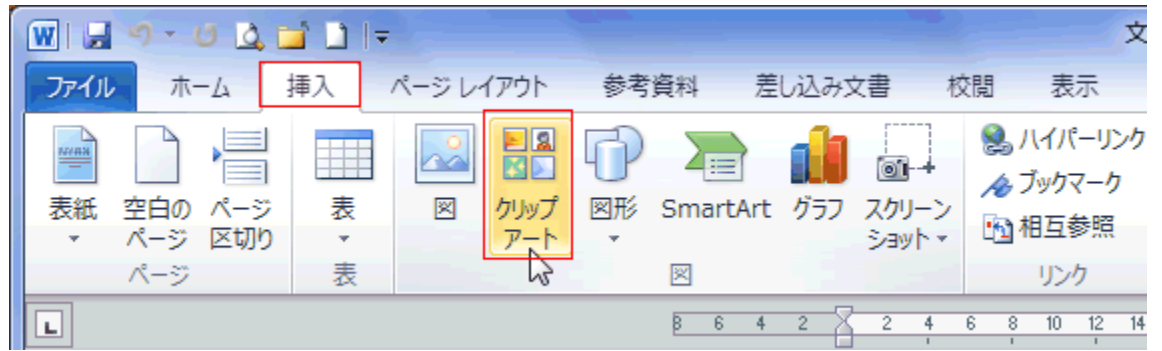 W
文
ファイル ホーム 挿入 ページ レイアウト 参考資料 差し込み文書 校閲 表示
表紙 空白の ページ ページ 区切り 表 図 クリップ アート 図形 SmartArt グラフ スクリーン ショット
ハイパーリンク
ブックマーク
相互参照
ページ 表 図 リンク
L 8 6 4 2 2 4 6 8 10 12 14